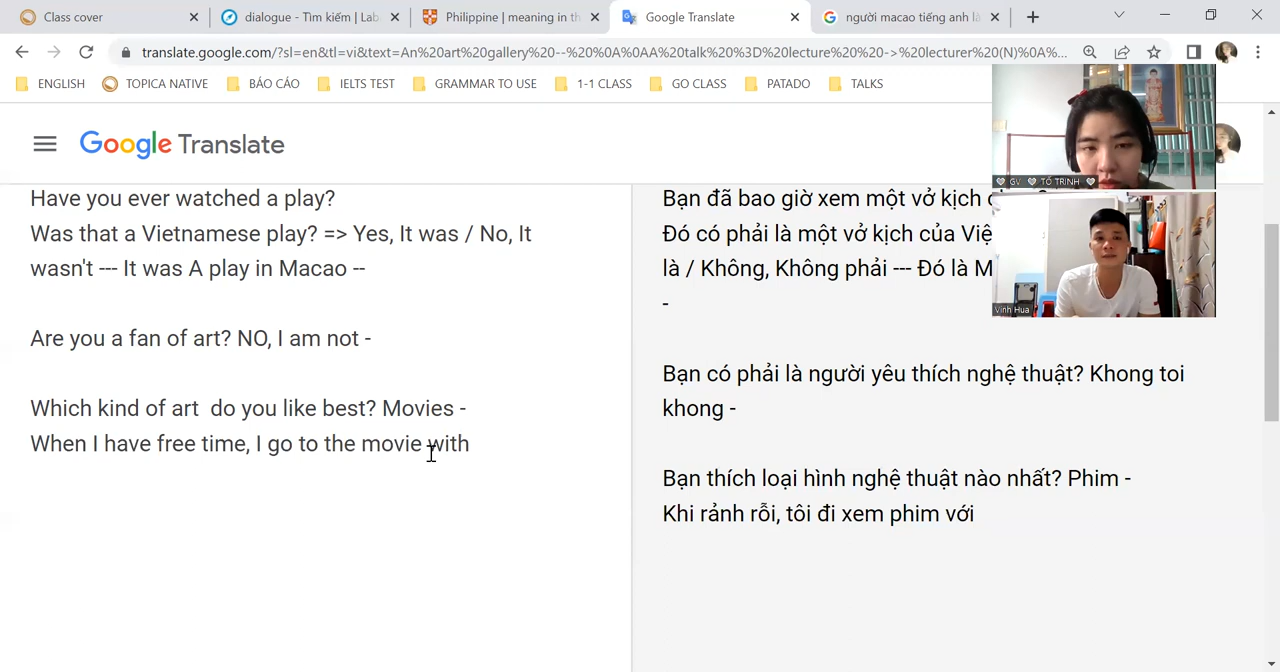 Class cover
dialogue - Tìm kiếm | Lab
Philippine | meaning in th
Google Translate
người macao tiếng anh là
translate.google.com/?sl=en&tl=vi&text=An%20art%20gallery%20--%20%0A%0AA%20talk%20%3D%20lecture%20%20->%20lecturer%20(N)%0A%...
ENGLISH
TOPICA NATIVE
BÁO CÁO
IELTS TEST
GRAMMAR TO USE
1-1 CLASS
GO CLASS
PATADO
TALKS
Google Translate
GV TỐ TRINH
Vinh Hua
Have you ever watched a play?
Was that a Vietnamese play? => Yes, It was / No, It
wasn't --- It was A play in Macao --
Are you a fan of art? NO, I am not -
Which kind of art  do you like best? Movies -
When I have free time, I go to the movie with
Bạn đã bao giờ xem một vở kịch
Đó có phải là một vở kịch của Việ
là / Không, Không phải --- Đó là M
-
Bạn có phải là người yêu thích nghệ thuật? Khong toi
khong -
Bạn thích loại hình nghệ thuật nào nhất? Phim -
Khi rảnh rỗi, tôi đi xem phim với